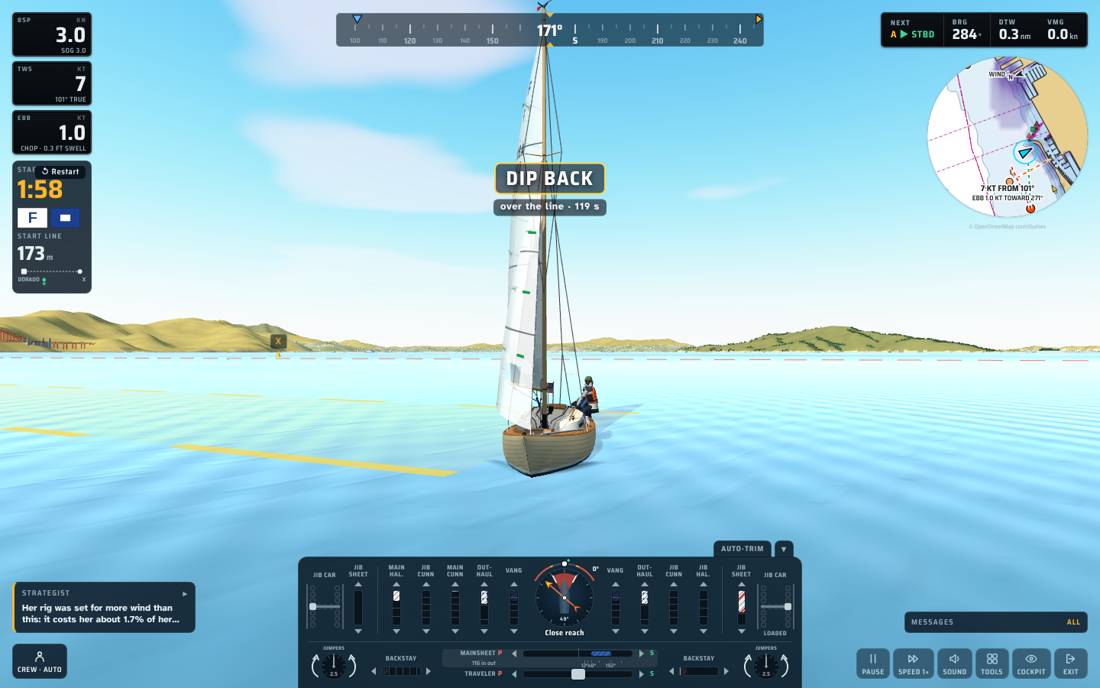 BSP KN
3.0
SOG 3.0
TWS KT
7
101° TRUE
EBB KT
1.0
CHOP · 0.3 FT SWELL
Restart
1:58
F
START LINE
173 m
DORADO X
100 110 120 130 140 150 171° S 190 200 210 220 230 240
NEXT
A ▶ STBD
BRG
284°
DTW
0.3 nm
VMG
0.0 kn
WIND
N
7 KT FROM 101°
EBB 1.0 KT TOWARD 271°
© OpenStreetMap contributors
DIP BACK
over the line · 119 s
X
AUTO-TRIM ▼
JIB CAR
JIB SHEET
MAIN HAL.
JIB CUNN
MAIN CUNN
OUT-HAUL
VANG
0°
49°
Close reach
VANG
OUT-HAUL
JIB CUNN
JIB HAL.
JIB SHEET
JIB CAR
LOADED
JUMPERS
2.5
BACKSTAY
MAINSHEET P S
TRAVELER P S
BACKSTAY
JUMPERS
2.5
STRATEGIST
Her rig was set for more wind than
this: it costs her about 1.7% of her...
CREW · AUTO
MESSAGES ALL
PAUSE
SPEED 1×
SOUND
TOOLS
COCKPIT
EXIT